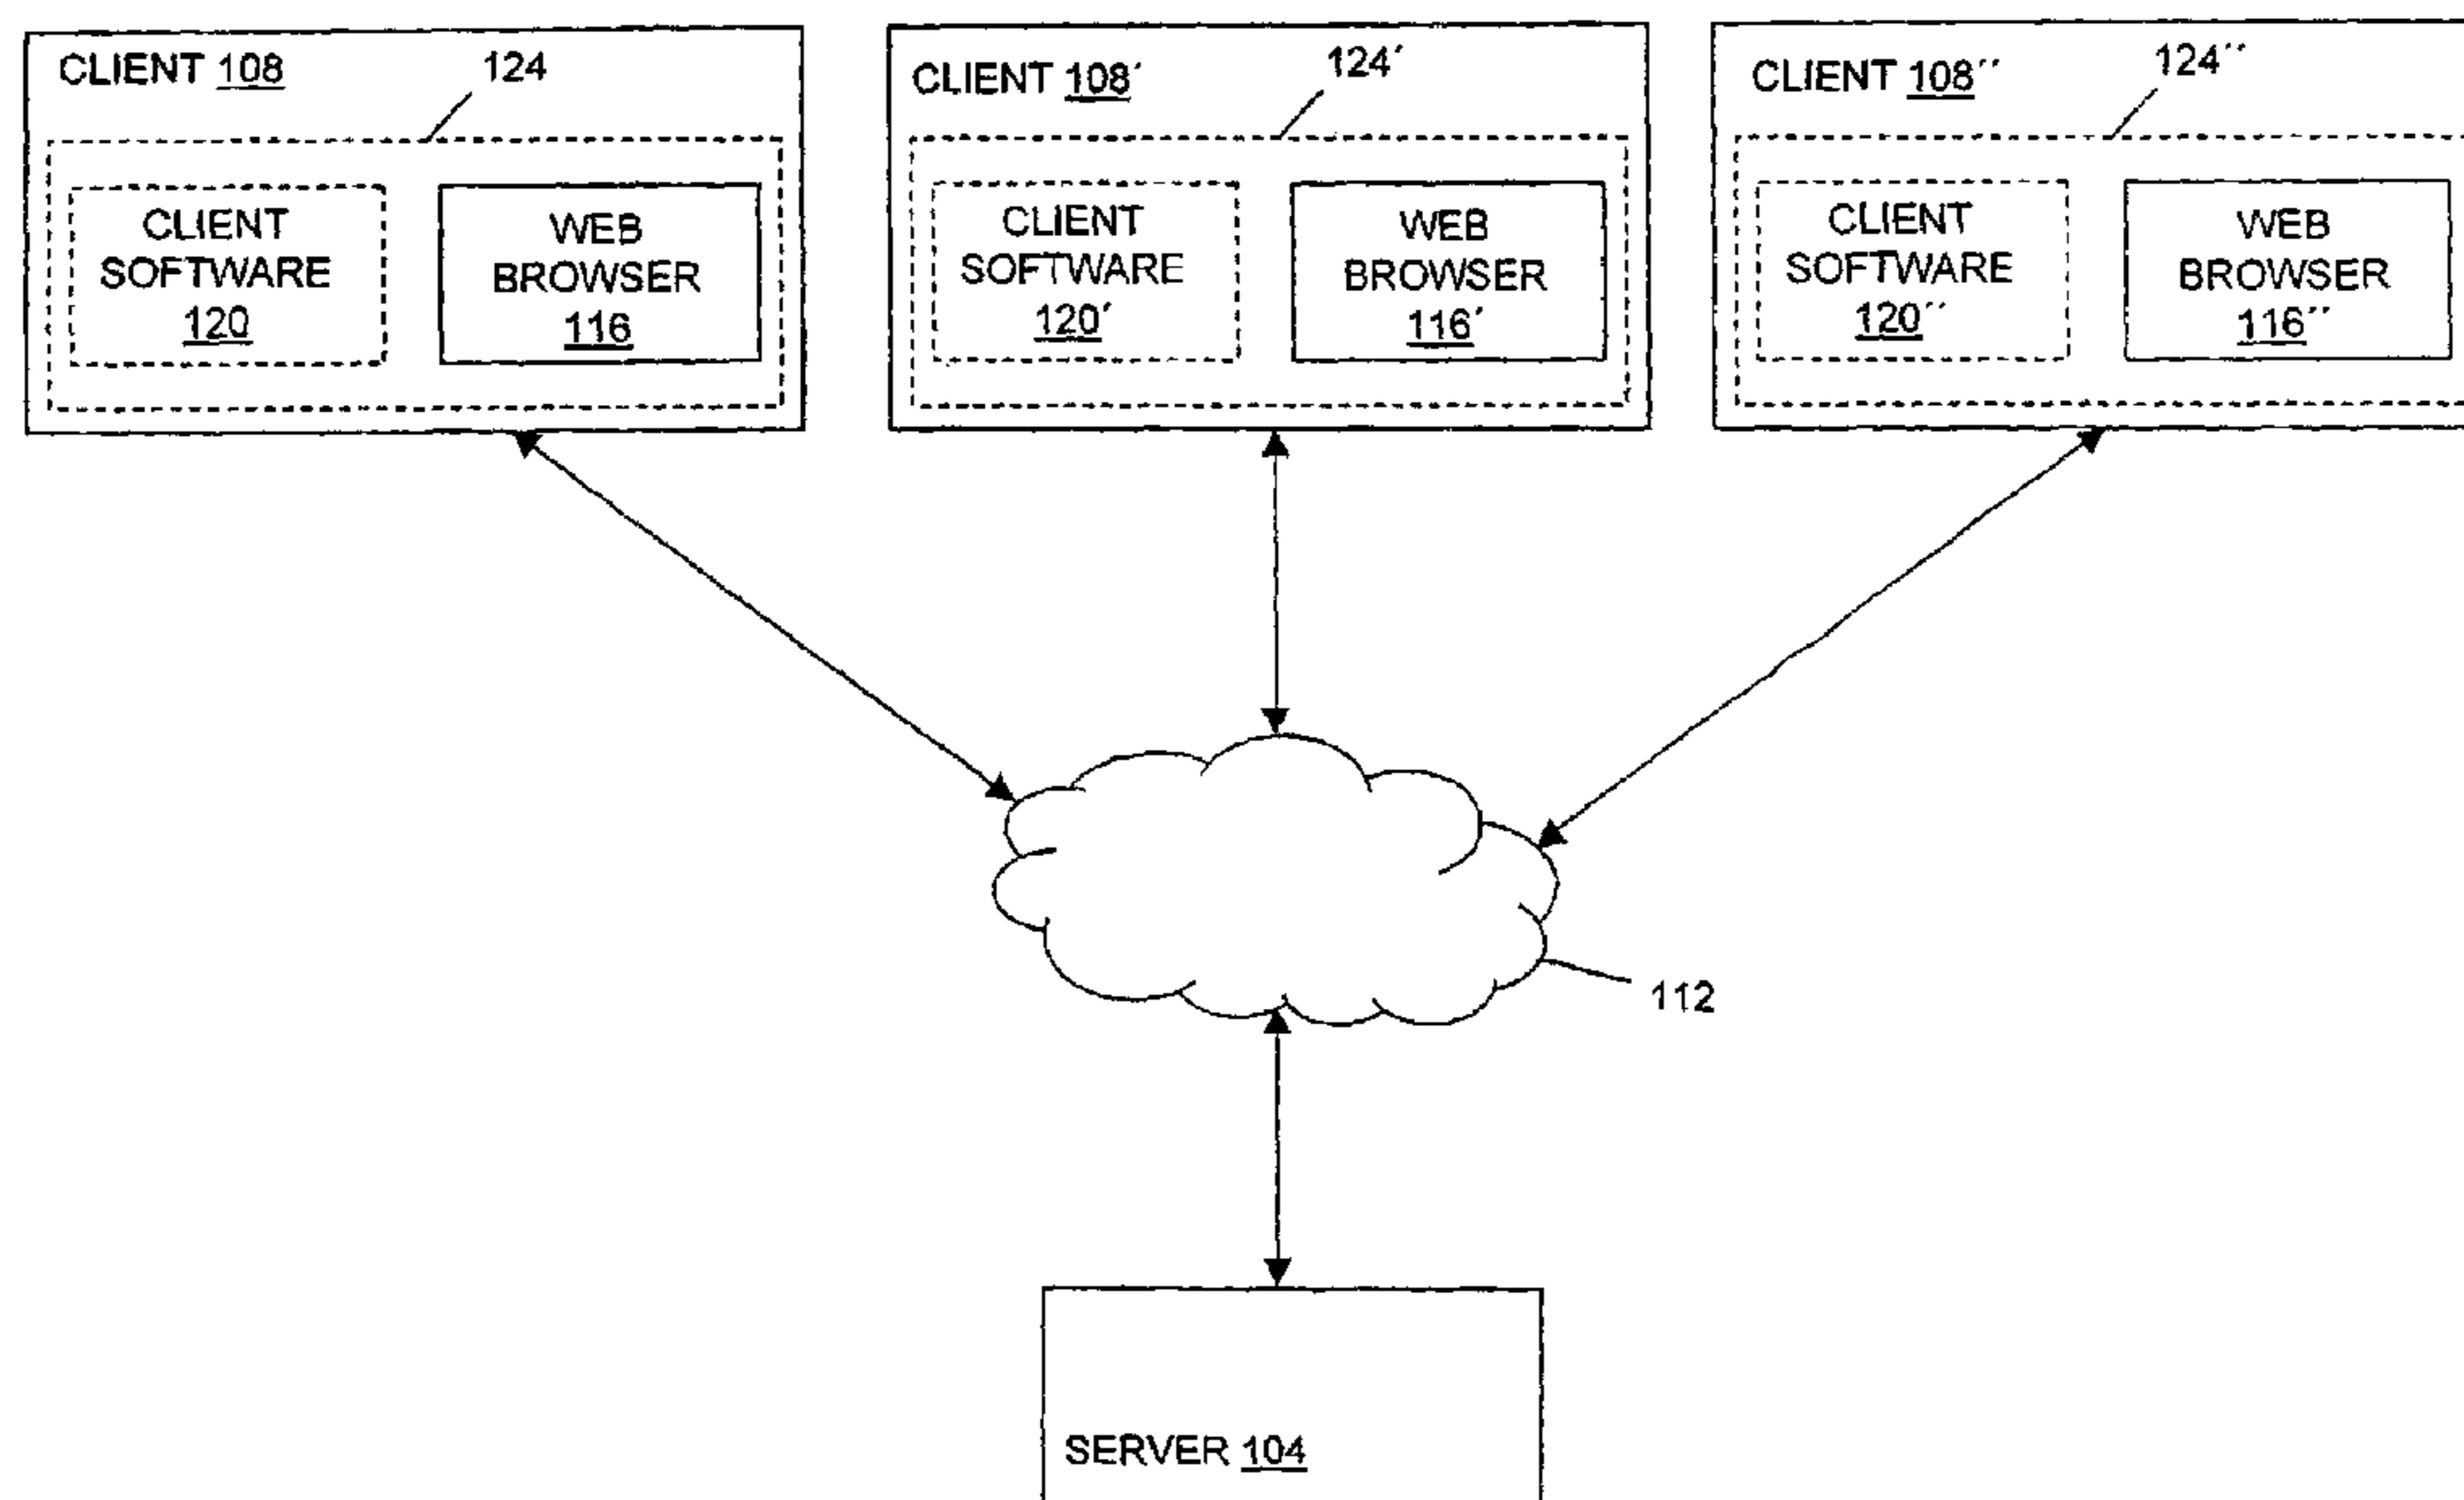 CLIENT 108
124
CLIENT
SOFTWARE
120
WEB
BROWSER
116
CLIENT 108′
124′
CLIENT
SOFTWARE
120′
WEB
BROWSER
116′
CLIENT 108′′
124′′
CLIENT
SOFTWARE
120′′
WEB
BROWSER
116′′
112
SERVER 104